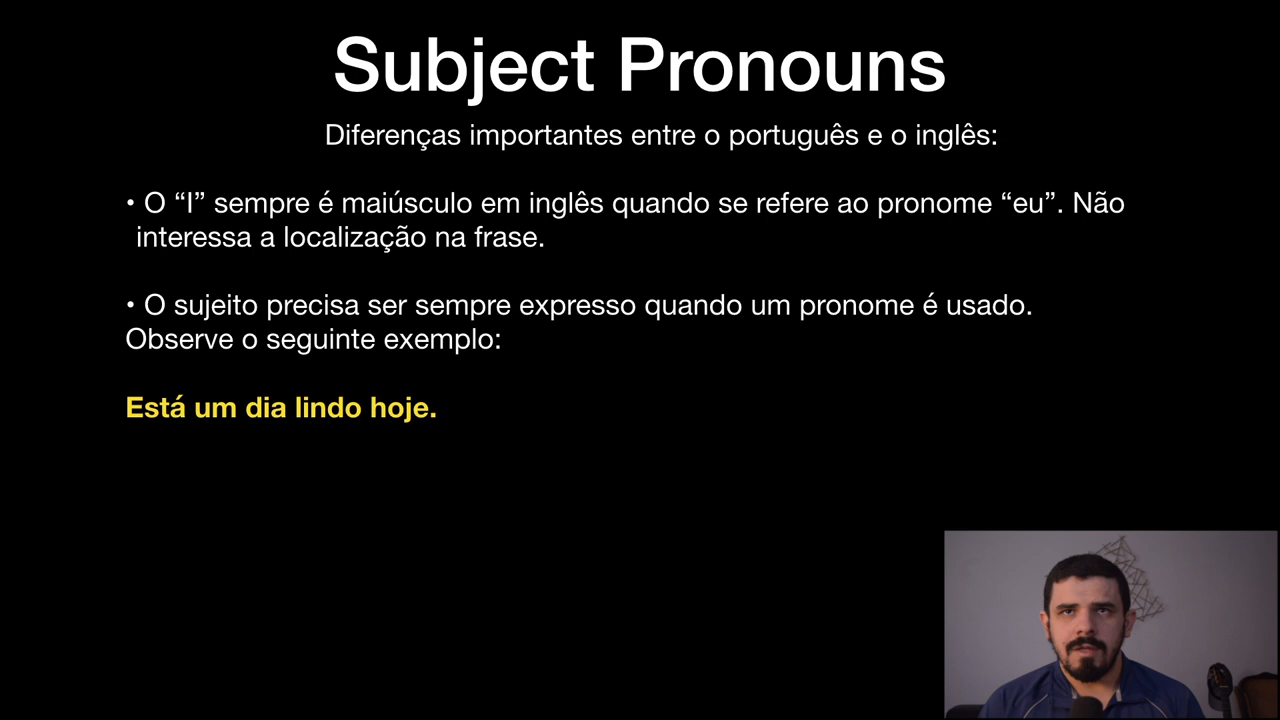 Subject Pronouns
Diferenças importantes entre o português e o inglês:
• O “I” sempre é maiúsculo em inglês quando se refere ao pronome “eu”. Não
interessa a localização na frase.
• O sujeito precisa ser sempre expresso quando um pronome é usado.
Observe o seguinte exemplo:
Está um dia lindo hoje.